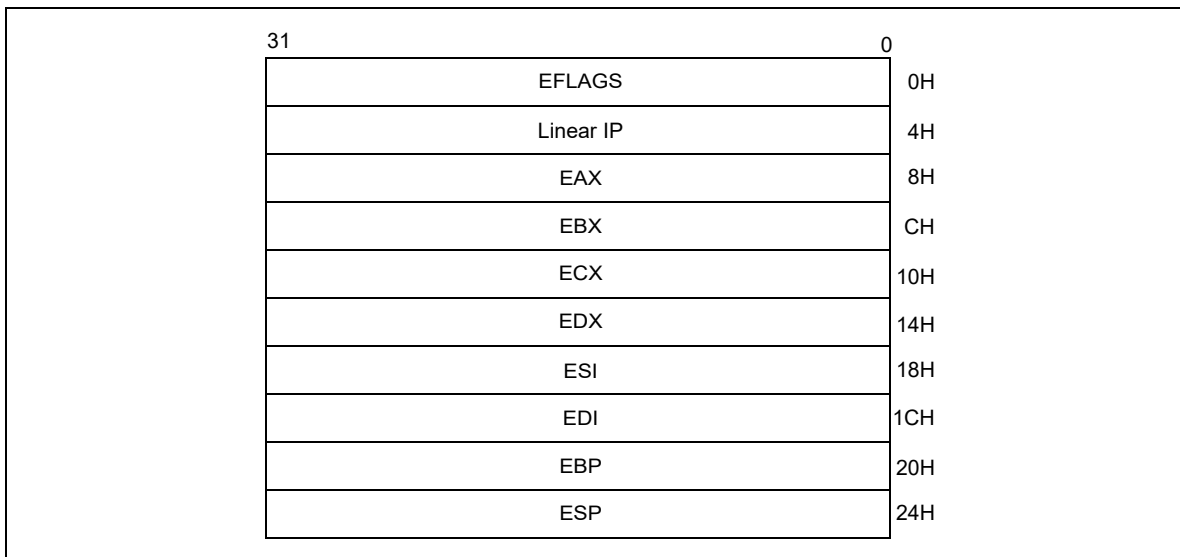 31 0
EFLAGS 0H
Linear IP 4H
EAX 8H
EBX CH
ECX 10H
EDX 14H
ESI 18H
EDI 1CH
EBP 20H
ESP 24H